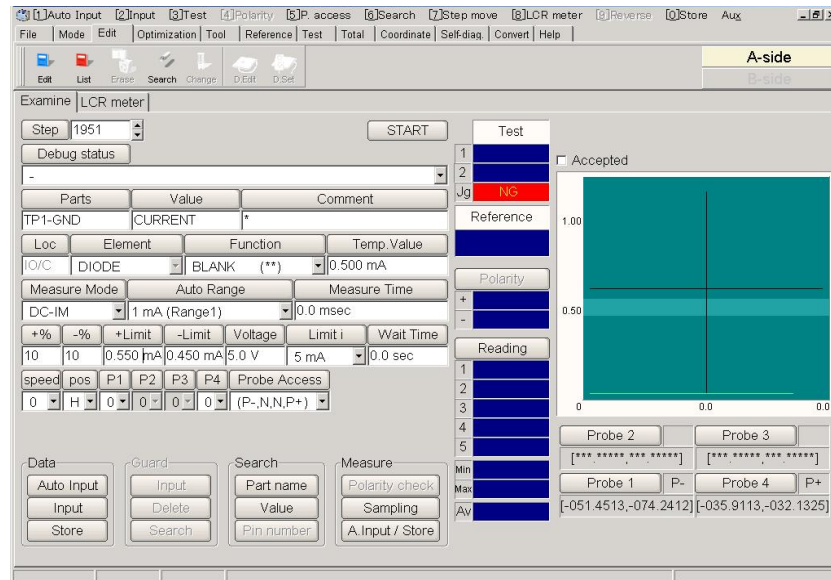 [1]Auto Input [2]Input [3]Test [4]Polarity [5]P. access [6]Search [7]Step move [8]LCR meter [9]Reverse [0]Store Aux
File Mode Edit Optimization Tool Reference Test Total Coordinate Self-diag. Convert Help
Edit List Erase Search Change D.Edit D.Set
A-side
B-side
Examine LCR meter
Step 1951 START
Debug status
-
Parts Value Comment
TP1-GND CURRENT *
Loc Element Function Temp.Value
IO/C DIODE BLANK (**) 0.500 mA
Measure Mode Auto Range Measure Time
DC-IM 1 mA (Range1) 0.0 msec
+% -% +Limit -Limit Voltage Limit i Wait Time
10 10 0.550 mA 0.450 mA 5.0 V 5 mA 0.0 sec
speed pos P1 P2 P3 P4 Probe Access
0 H 0 0 0 0 (P-,N,N,P+)
Data Guard Search Measure
Auto Input Input Part name Polarity check
Input Delete Value Sampling
Store Search Pin number A.Input / Store
Test
1
2
Jg NG
Reference
Polarity
+
-
Reading
1
2
3
4
5
Min
Max
Av
Accepted
1.00
0.50
0 0.0 0.0
Probe 2 Probe 3
[***.*****,***.*****] [***.*****,***.*****]
Probe 1 P- Probe 4 P+
[-051.4513,-074.2412] [-035.9113,-032.1325]